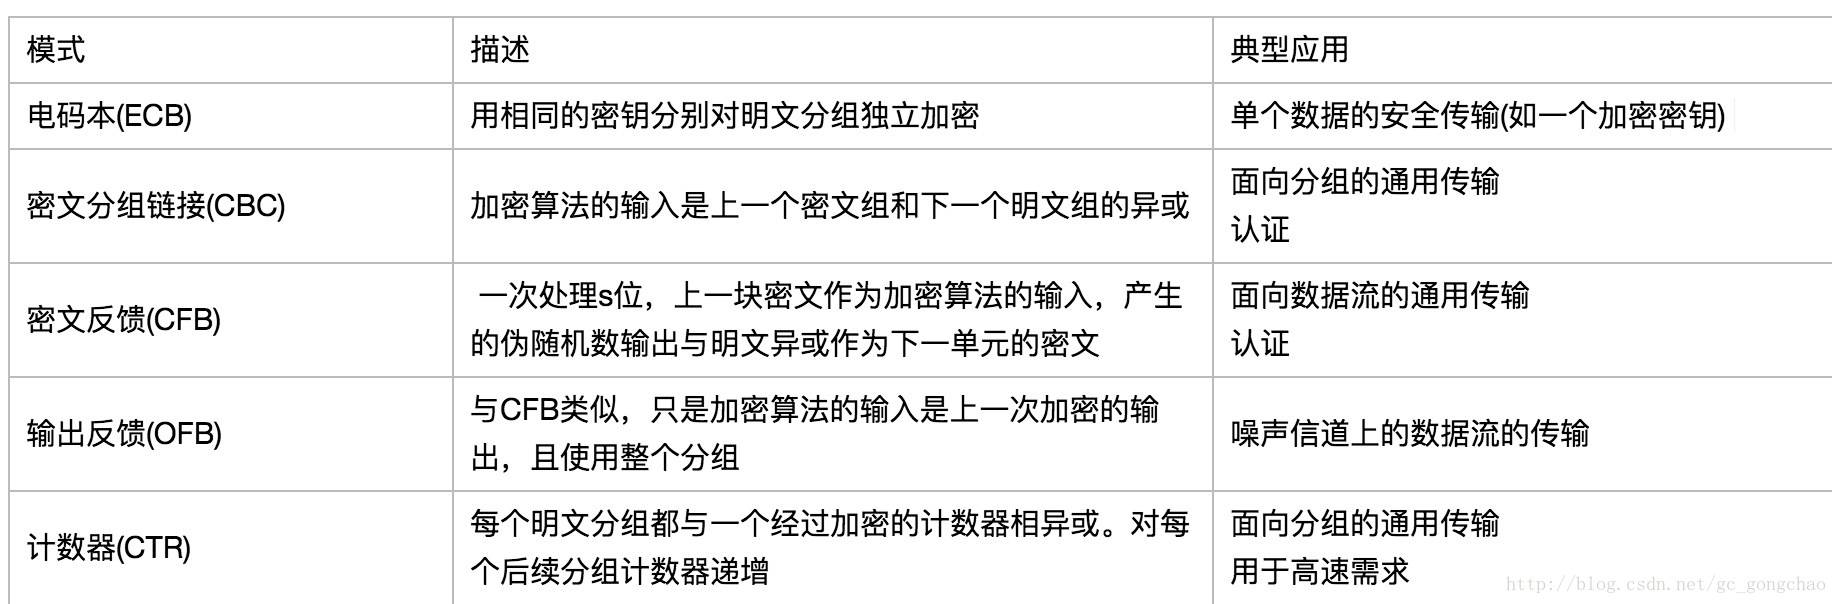 模式
描述
典型应用
电码本(ECB)
用相同的密钥分别对明文分组独立加密
单个数据的安全传输(如一个加密密钥)
密文分组链接(CBC)
加密算法的输入是上一个密文组和下一个明文组的异或
面向分组的通用传输
认证
密文反馈(CFB)
一次处理s位，上一块密文作为加密算法的输入，产生
的伪随机数输出与明文异或作为下一单元的密文
面向数据流的通用传输
认证
输出反馈(OFB)
与CFB类似，只是加密算法的输入是上一次加密的输
出，且使用整个分组
噪声信道上的数据流的传输
计数器(CTR)
每个明文分组都与一个经过加密的计数器相异或。对每
个后续分组计数器递增
面向分组的通用传输
用于高速需求
http://blog.csdn.net/gc_gongchao